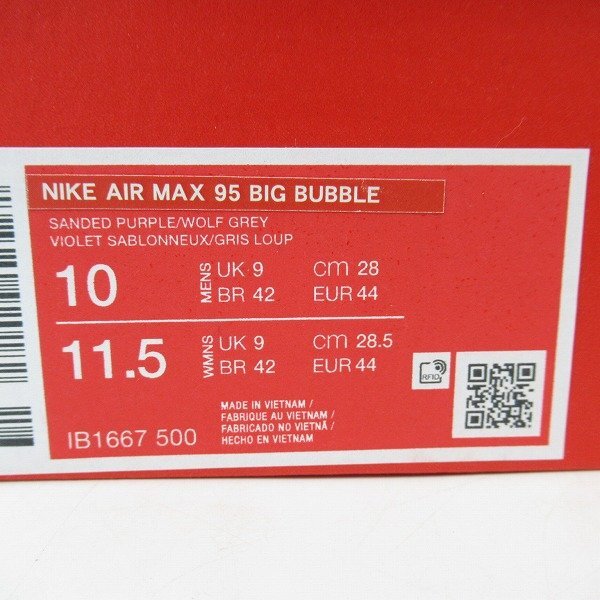 NIKE AIR MAX 95 BIG BUBBLE
SANDED PURPLE/WOLF GREY
VIOLET SABLONNEUX/GRIS LOUP
10 MENS UK 9 cm 28
BR 42 EUR 44
11.5 WMNS UK 9 cm 28.5
BR 42 EUR 44
RFID
MADE IN VIETNAM /
FABRIQUE AU VIETNAM /
FABRICADO NO VIETNÃ /
HECHO EN VIETNAM
IB1667 500